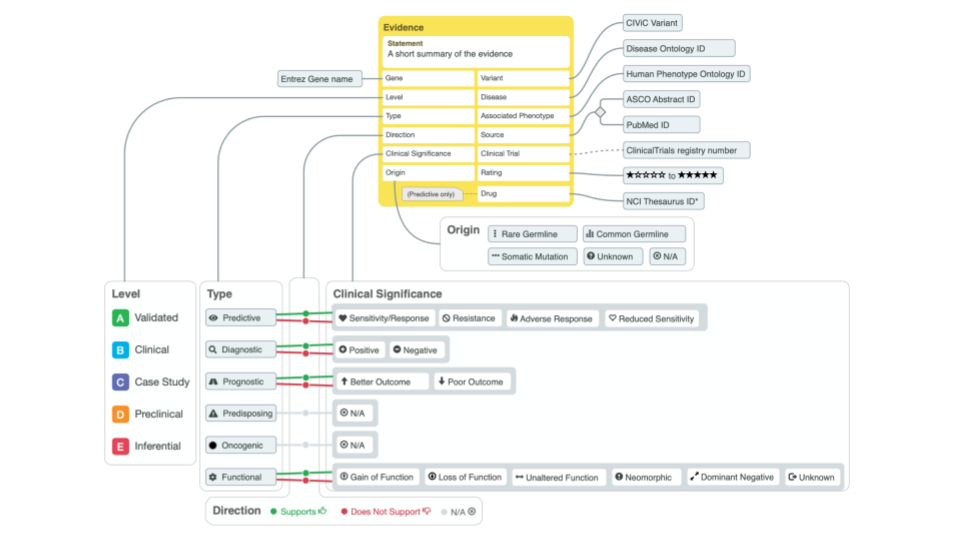 Evidence
Statement
A short summary of the evidence
Gene
Variant
Level
Disease
Type
Associated Phenotype
Direction
Source
Clinical Significance
Clinical Trial
Origin
Rating
(Predictive only)
Drug
Entrez Gene name
CIViC Variant
Disease Ontology ID
Human Phenotype Ontology ID
ASCO Abstract ID
PubMed ID
ClinicalTrials registry number
★☆☆☆☆ to ★★★★★
NCI Thesaurus ID*
Origin
Rare Germline
Common Germline
Somatic Mutation
Unknown
N/A
Level
A Validated
B Clinical
C Case Study
D Preclinical
E Inferential
Type
Predictive
Diagnostic
Prognostic
Predisposing
Oncogenic
Functional
Clinical Significance
Sensitivity/Response
Resistance
Adverse Response
Reduced Sensitivity
Positive
Negative
Better Outcome
Poor Outcome
N/A
N/A
Gain of Function
Loss of Function
Unaltered Function
Neomorphic
Dominant Negative
Unknown
Direction
Supports
Does Not Support
N/A